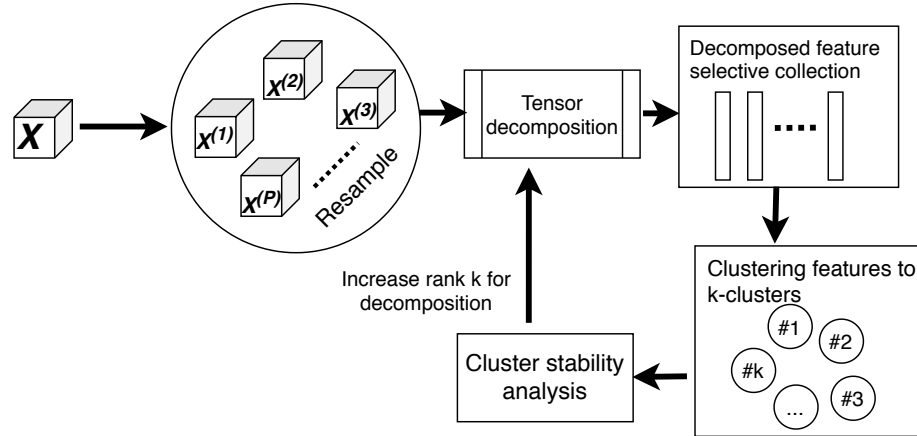 X
X(1)
X(2)
X(3)
X(P)
Resample
Tensor
decomposition
Decomposed feature
selective collection
Clustering features to
k-clusters
#1
#2
#3
...
#k
Cluster stability
analysis
Increase rank k for
decomposition